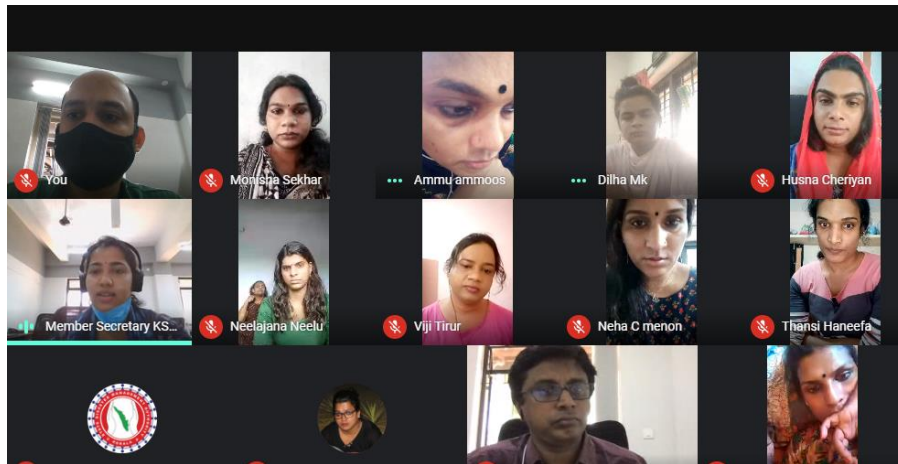 You
Monisha Sekhar
Ammu ammoos
Dilha Mk
Husna Cheriyan
Member Secretary KS...
Neelajana Neelu
Viji Tirur
Neha C menon
Thansi Haneefa